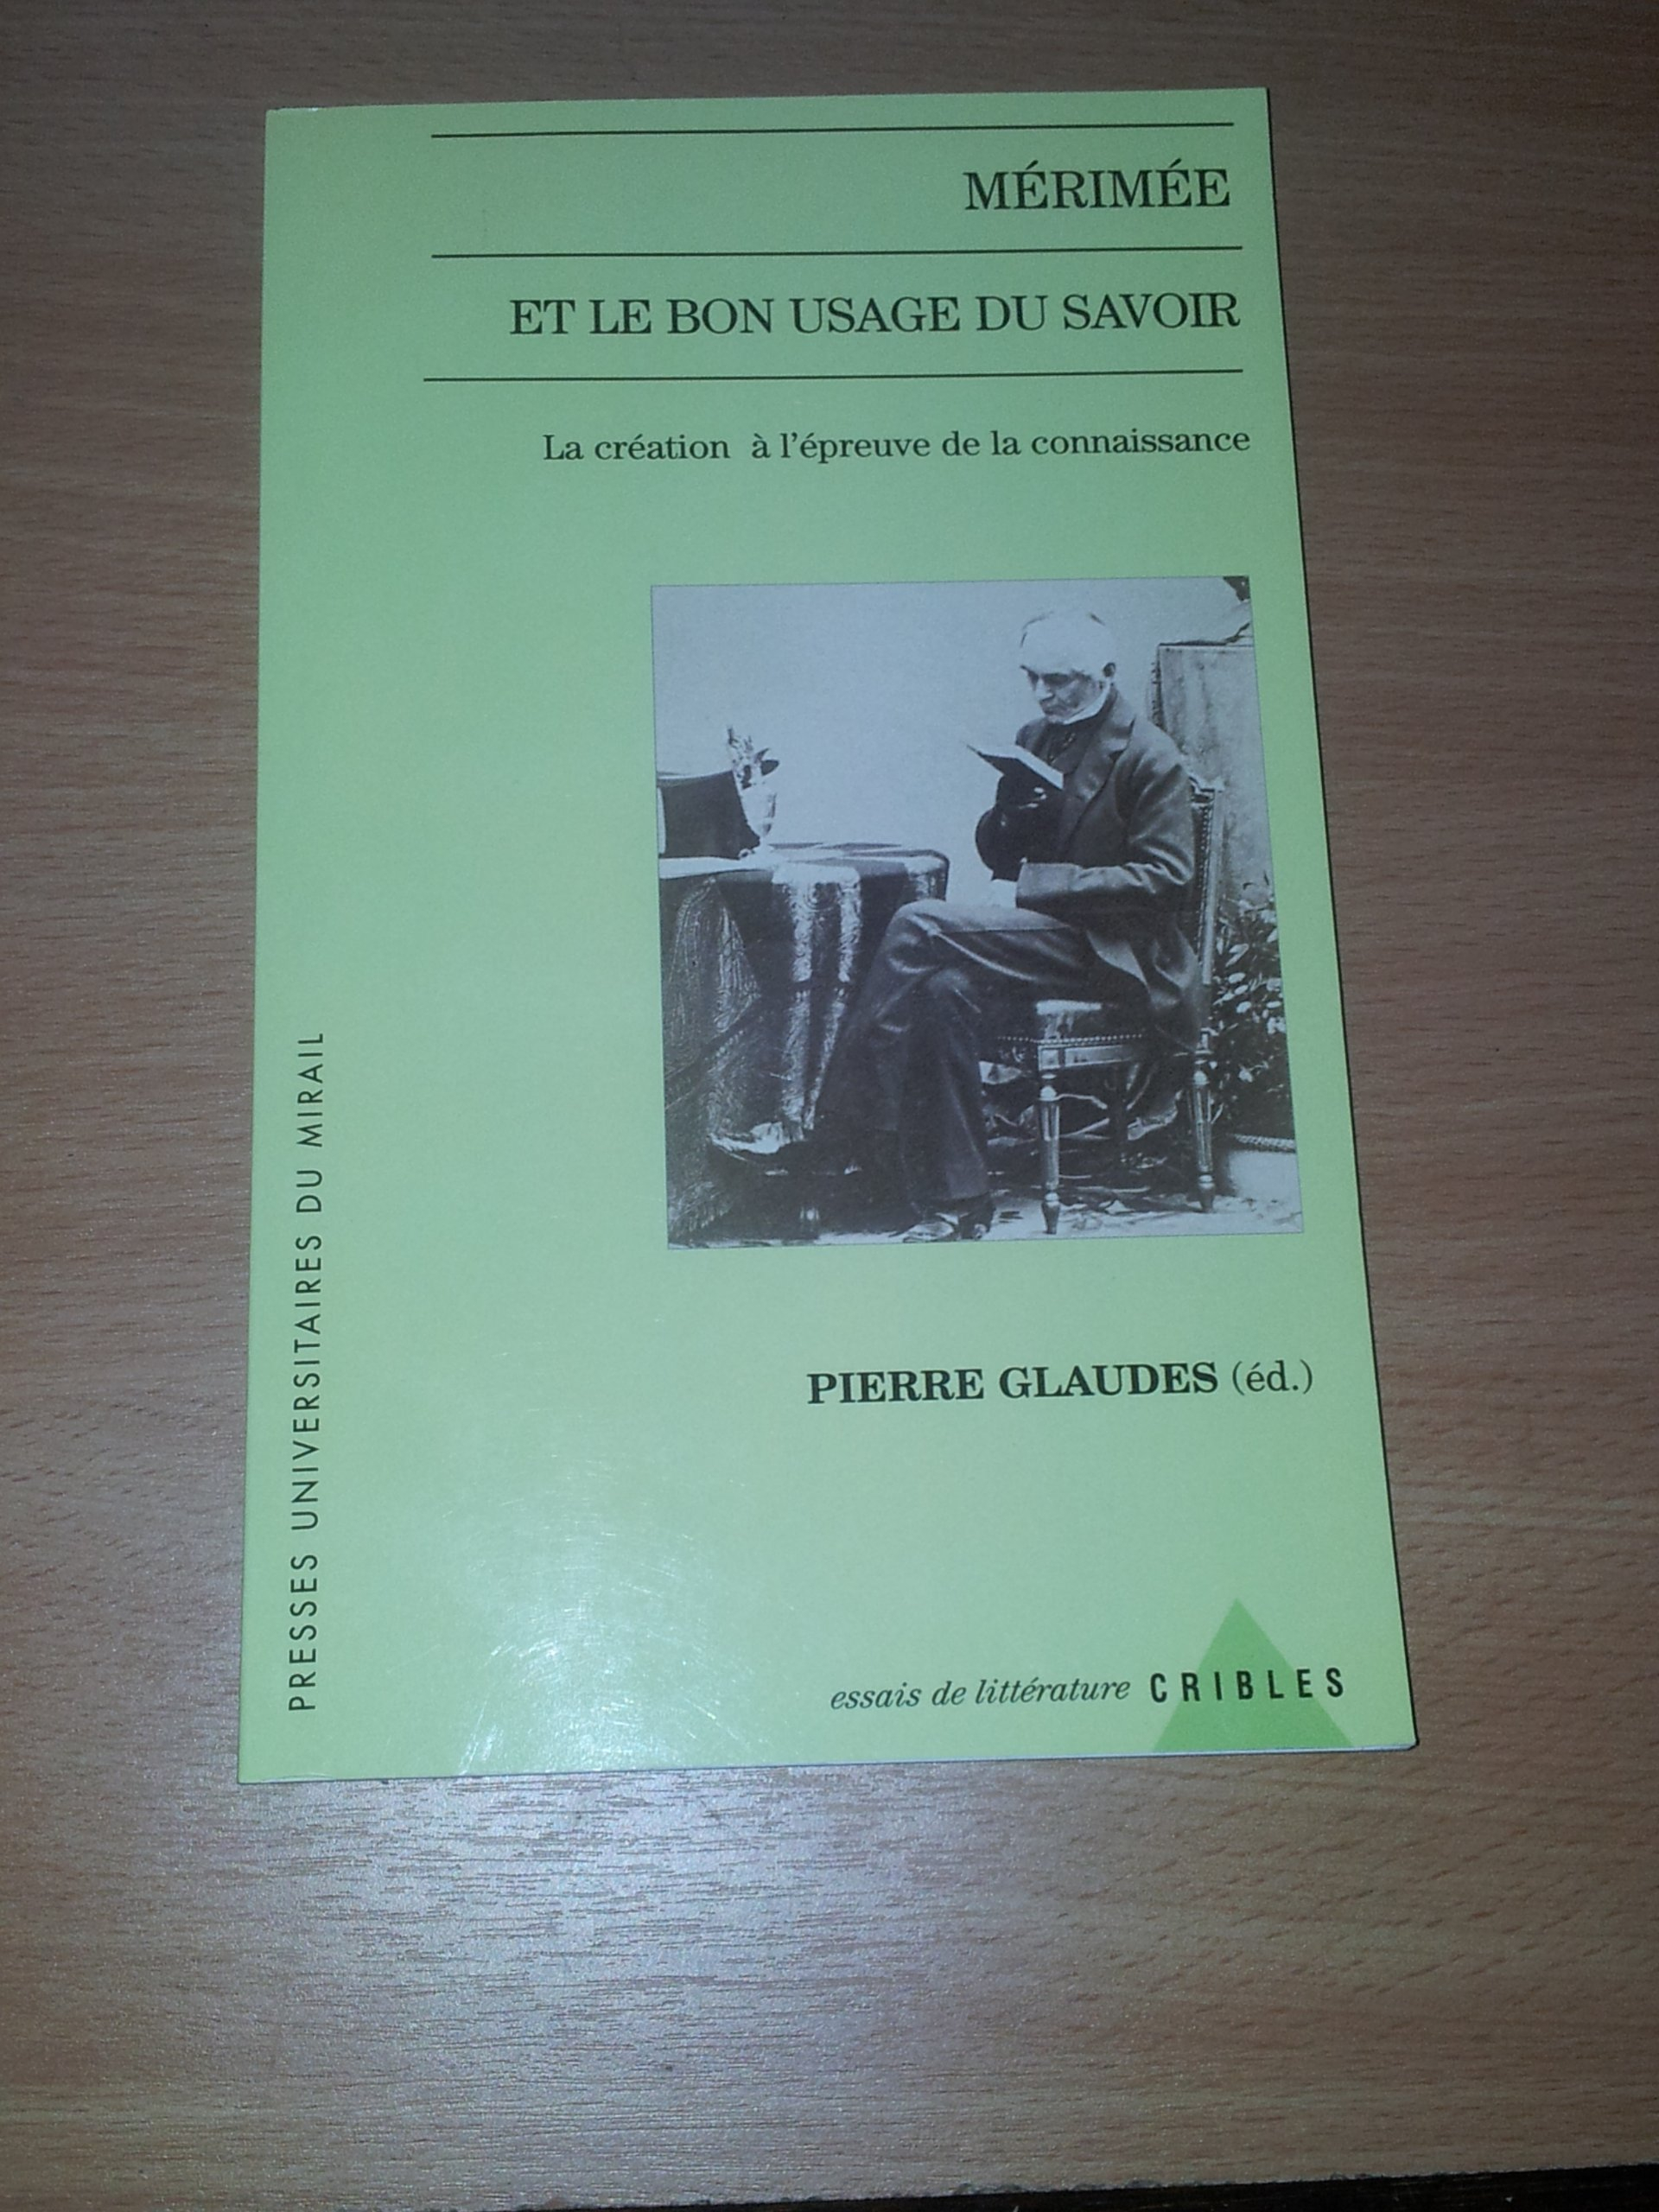 MÉRIMÉE
ET LE BON USAGE DU SAVOIR
La création à l'épreuve de la connaissance
PIERRE GLAUDES (éd.)
essais de littérature CRIBLES
PRESSES UNIVERSITAIRES DU MIRAIL